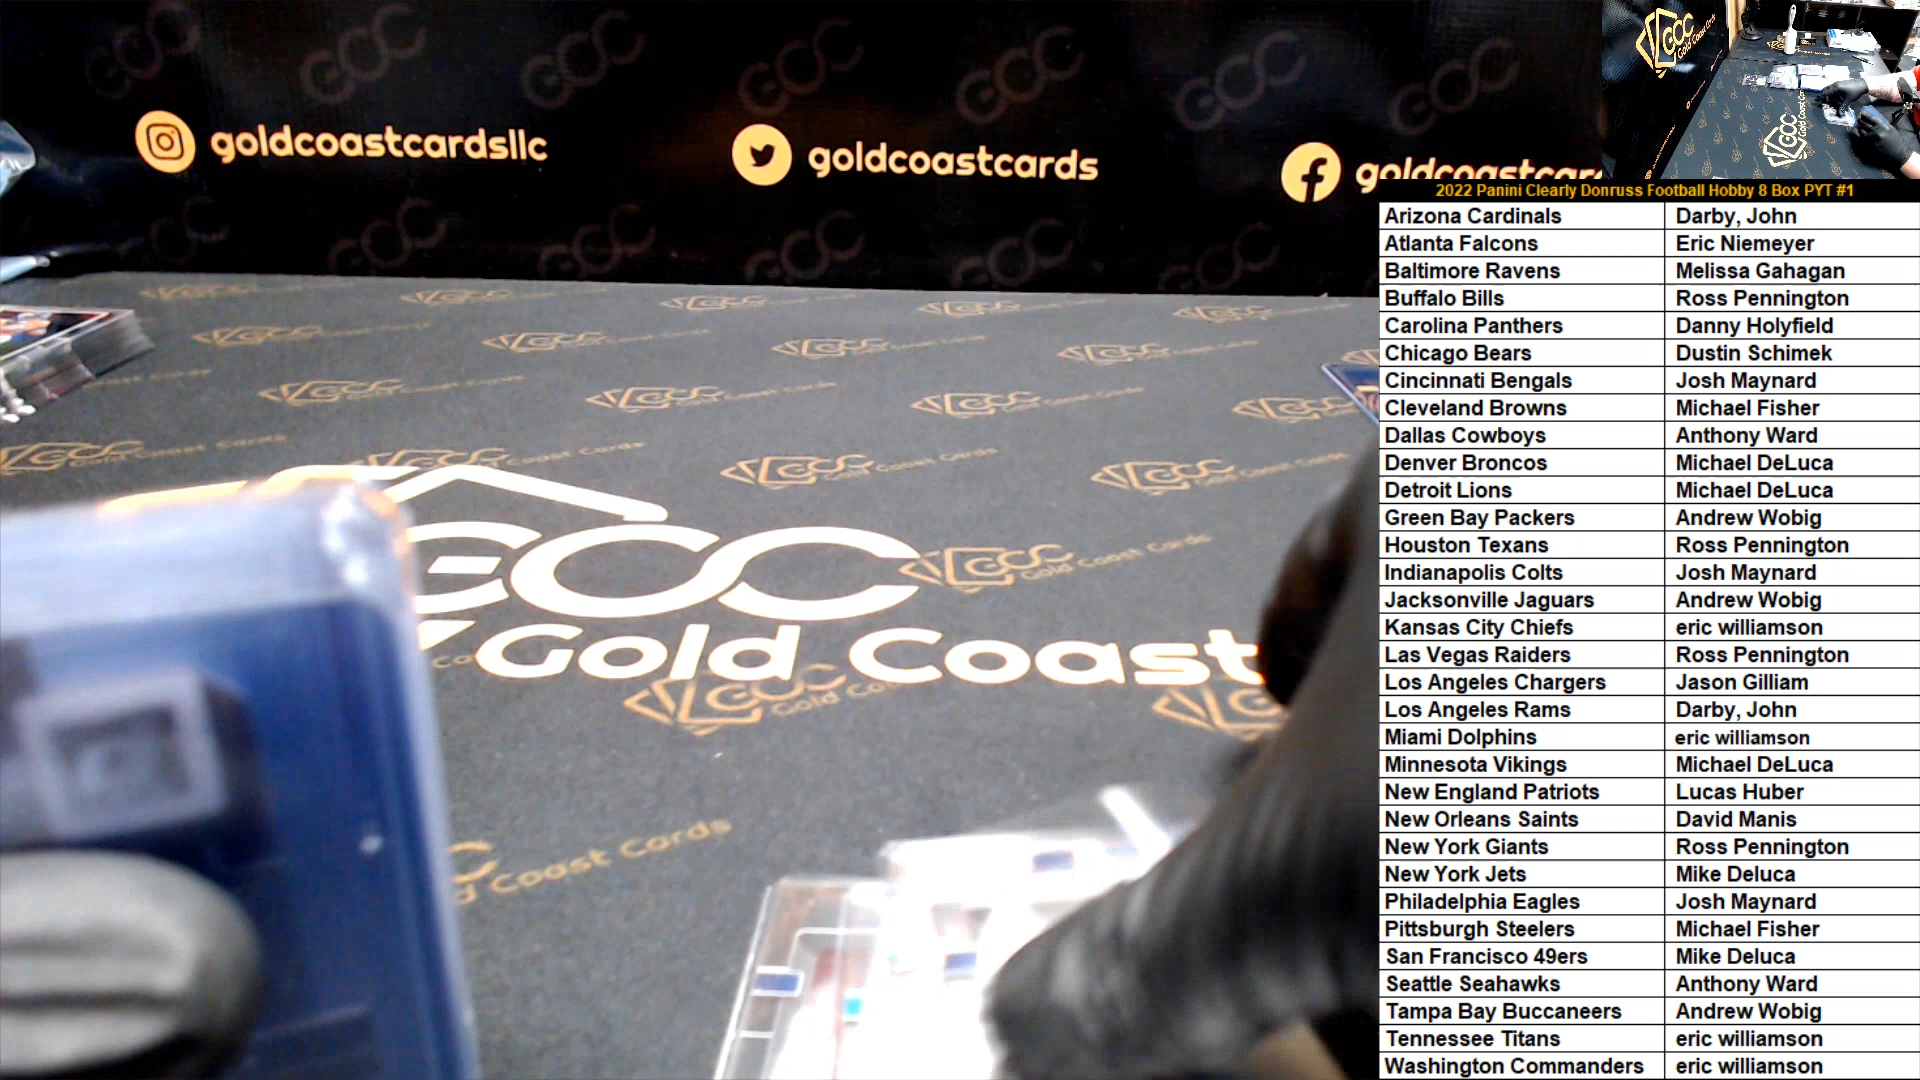 goldcoastcardsllc
goldcoastcards
goldcoastcar
2022 Panini Clearly Donruss Football Hobby 8 Box PYT #1
Arizona Cardinals Darby, John
Atlanta Falcons Eric Niemeyer
Baltimore Ravens Melissa Gahagan
Buffalo Bills Ross Pennington
Carolina Panthers Danny Holyfield
Chicago Bears Dustin Schimek
Cincinnati Bengals Josh Maynard
Cleveland Browns Michael Fisher
Dallas Cowboys Anthony Ward
Denver Broncos Michael DeLuca
Detroit Lions Michael DeLuca
Green Bay Packers Andrew Wobig
Houston Texans Ross Pennington
Indianapolis Colts Josh Maynard
Jacksonville Jaguars Andrew Wobig
Kansas City Chiefs eric williamson
Las Vegas Raiders Ross Pennington
Los Angeles Chargers Jason Gilliam
Los Angeles Rams Darby, John
Miami Dolphins eric williamson
Minnesota Vikings Michael DeLuca
New England Patriots Lucas Huber
New Orleans Saints David Manis
New York Giants Ross Pennington
New York Jets Mike Deluca
Philadelphia Eagles Josh Maynard
Pittsburgh Steelers Michael Fisher
San Francisco 49ers Mike Deluca
Seattle Seahawks Anthony Ward
Tampa Bay Buccaneers Andrew Wobig
Tennessee Titans eric williamson
Washington Commanders eric williamson
GCC
Gold Coast
Gold Coast Cards
Coast Cards